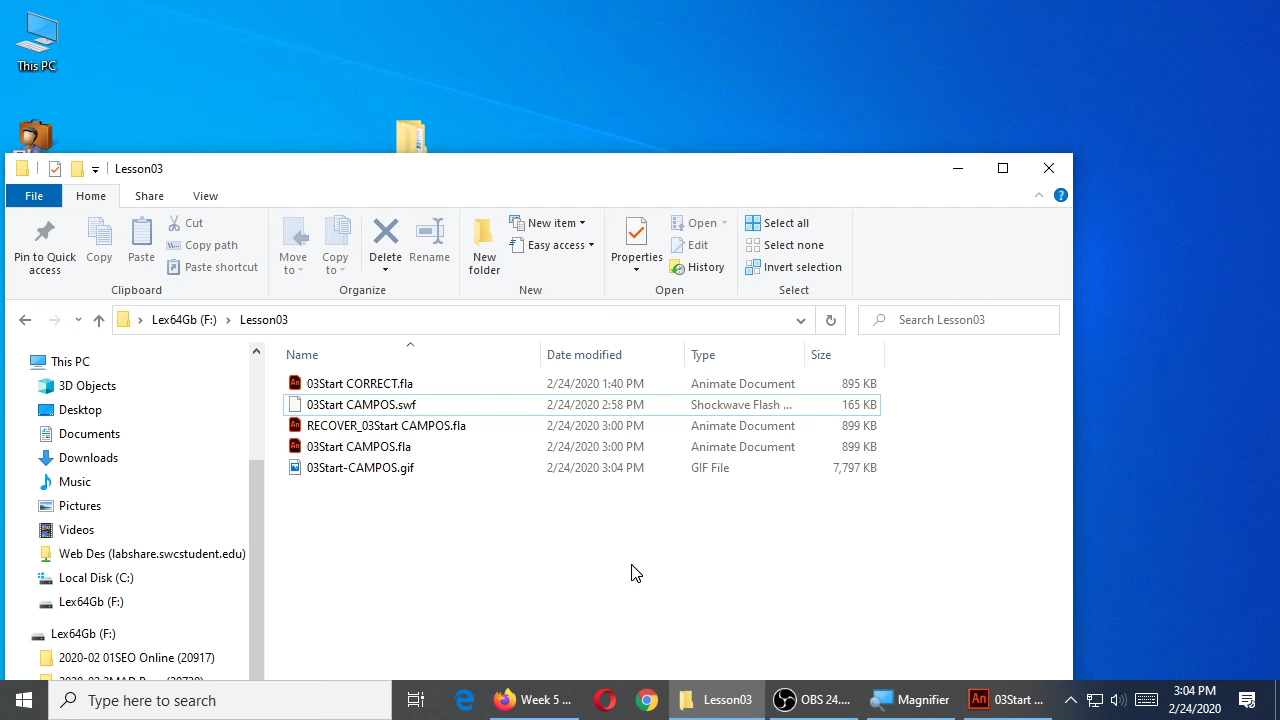 This PC
Lesson03
File Home Share View
Pin to Quick access
Copy
Paste
Cut
Copy path
Paste shortcut
Clipboard
Move to
Copy to
Delete
Rename
Organize
New folder
New item
Easy access
New
Properties
Open
Edit
History
Open
Select all
Select none
Invert selection
Select
Lex64Gb (F:) Lesson03
Search Lesson03
This PC
3D Objects
Desktop
Documents
Downloads
Music
Pictures
Videos
Web Des (labshare.swcstudent.edu)
Local Disk (C:)
Lex64Gb (F:)
Lex64Gb (F:)
2020-02 01SEO Online (20917)
Name Date modified Type Size
03Start CORRECT.fla 2/24/2020 1:40 PM Animate Document 895 KB
03Start CAMPOS.swf 2/24/2020 2:58 PM Shockwave Flash ... 165 KB
RECOVER_03Start CAMPOS.fla 2/24/2020 3:00 PM Animate Document 899 KB
03Start CAMPOS.fla 2/24/2020 3:00 PM Animate Document 899 KB
03Start-CAMPOS.gif 2/24/2020 3:04 PM GIF File 7,797 KB
Type here to search
Week 5 ...
Lesson03
OBS 24....
Magnifier
An 03Start ...
3:04 PM
2/24/2020